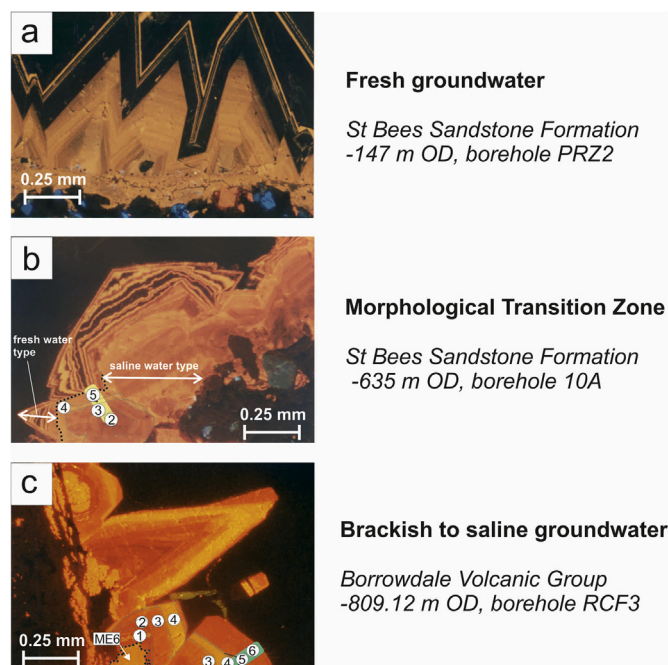 a
0.25 mm
Fresh groundwater
St Bees Sandstone Formation
-147 m OD, borehole PRZ2
b
fresh water
type
saline water type
5
4
3
2
0.25 mm
Morphological Transition Zone
St Bees Sandstone Formation
-635 m OD, borehole 10A
c
2 3 4
1
ME6
6
5
4
3
0.25 mm
Brackish to saline groundwater
Borrowdale Volcanic Group
-809.12 m OD, borehole RCF3